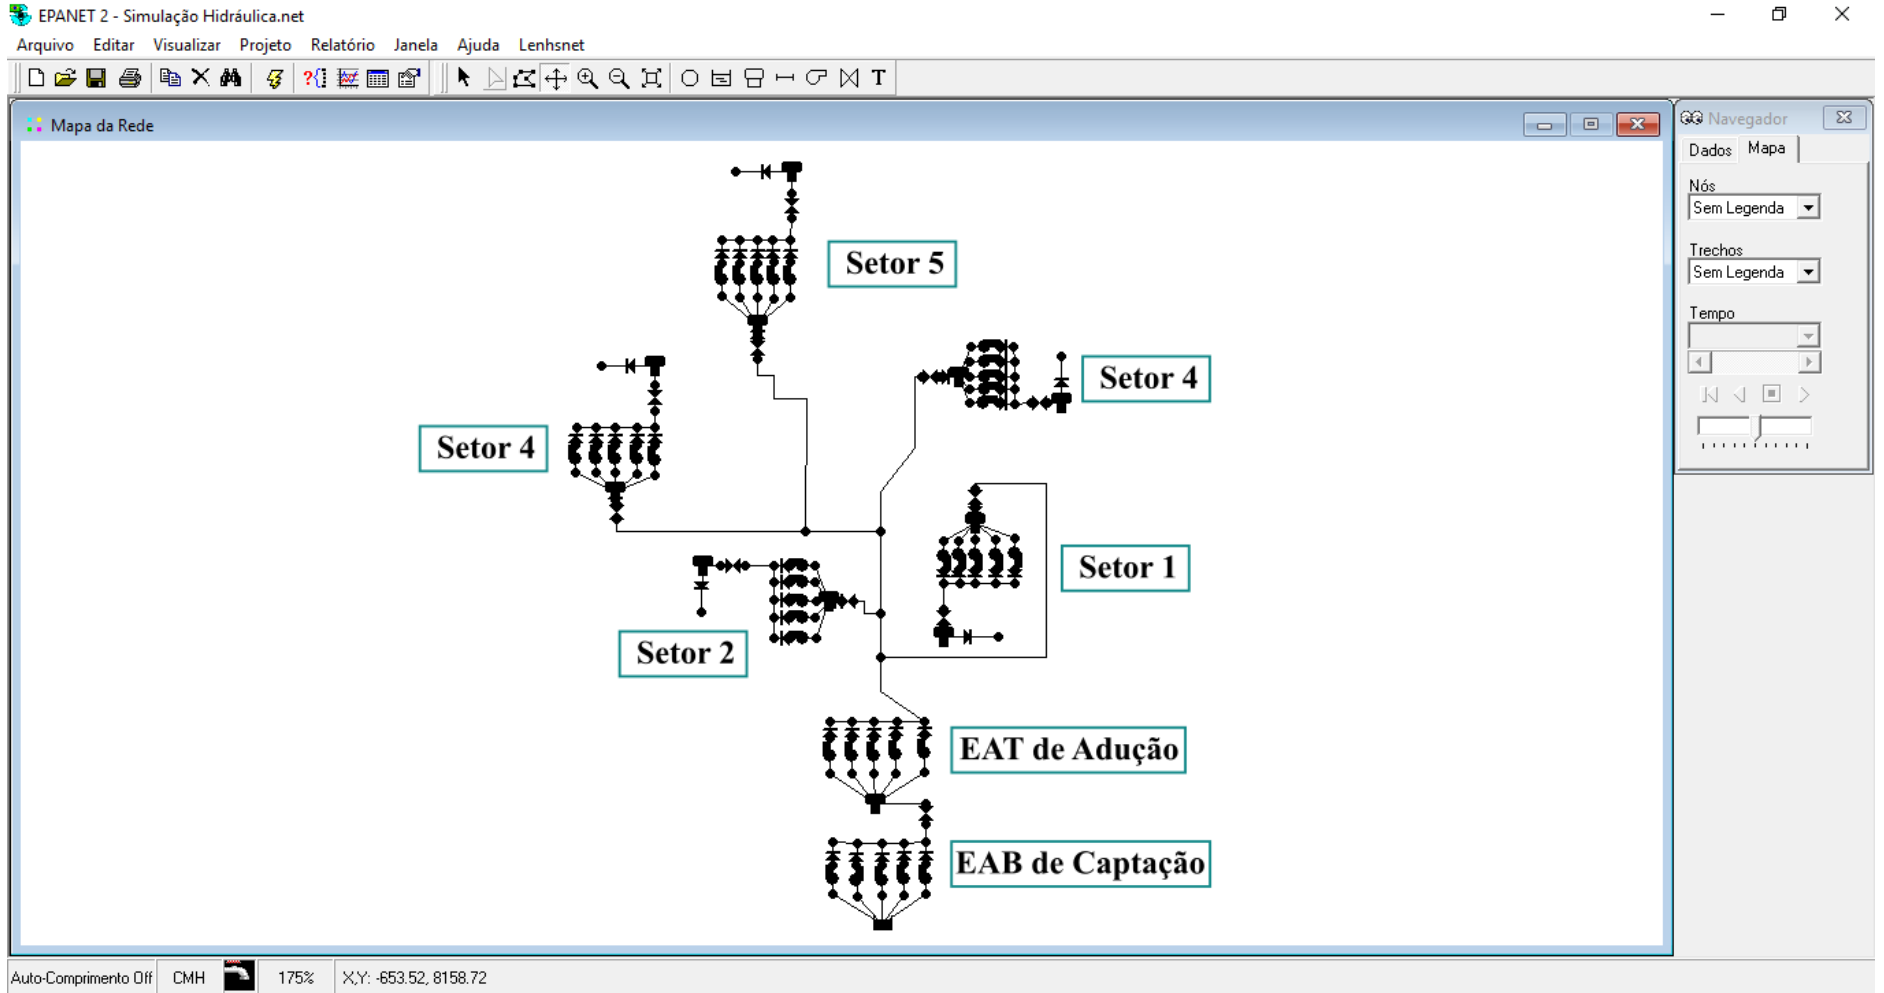 EPANET 2 - Simulação Hidráulica.net
Arquivo Editar Visualizar Projeto Relatório Janela Ajuda Lenhsnet
T
Mapa da Rede
Navegador
Dados Mapa
Nós
Sem Legenda
Trechos
Sem Legenda
Tempo
Setor 5
Setor 4
Setor 4
Setor 1
Setor 2
EAT de Adução
EAB de Captação
Auto-Comprimento Off CMH 175% X,Y: -653.52, 8158.72